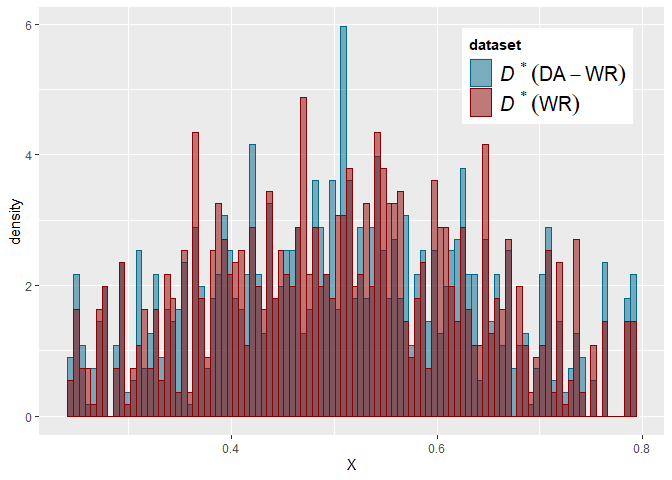 6
dataset
D * (DA − WR)
D * (WR)
4
density
2
0
0.4 0.6 0.8
X